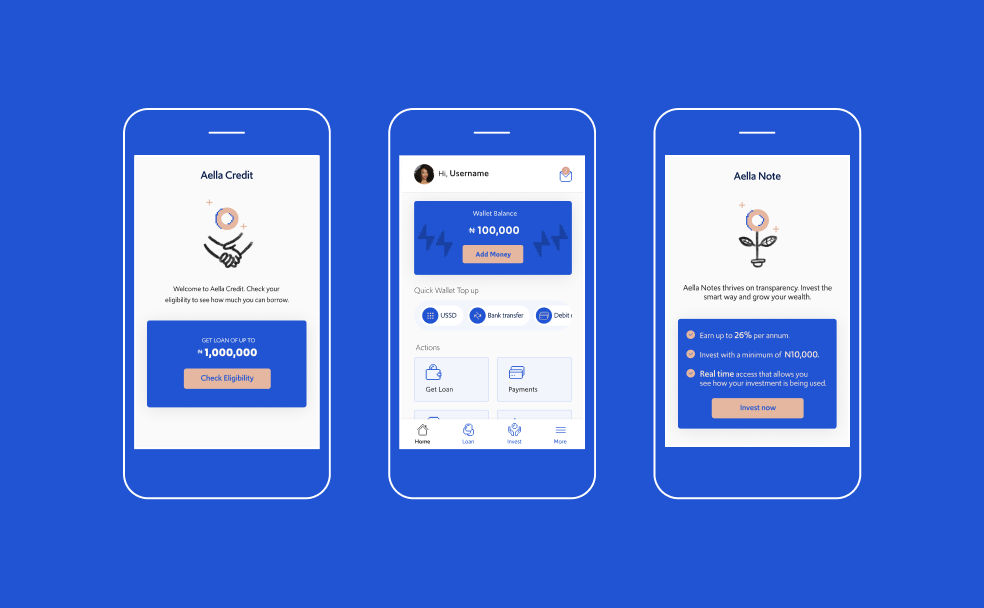 Aella Credit
Welcome to Aella Credit. Check your
eligibility to see how much you can borrow.
GET LOAN OF UP TO
₦ 1,000,000
Check Eligibility
Hi, Username
Wallet Balance
₦ 100,000
Add Money
Quick Wallet Top up
USSD
Bank transfer
Debit
Actions
Get Loan
Payments
Home
Loan
Invest
More
Aella Note
Aella Notes thrives on transparency. Invest the
smart way and grow your wealth.
Earn up to 26% per annum.
Invest with a minimum of N10,000.
Real time access that allows you
see how your investment is being used.
Invest now